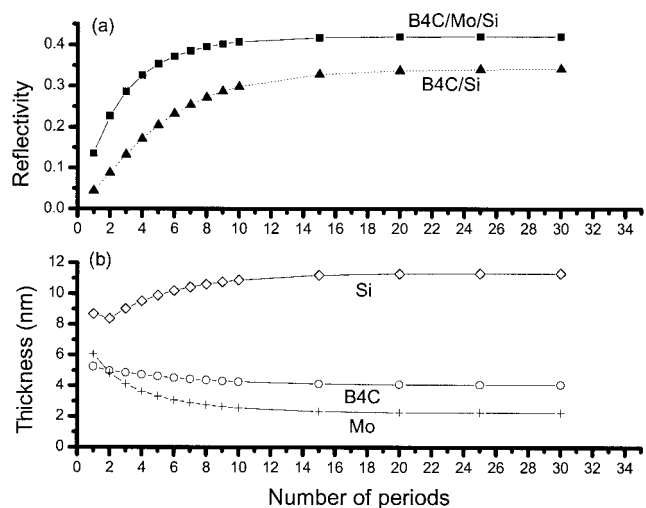 (a)
B4C/Mo/Si
B4C/Si
Reflectivity
0.4
0.3
0.1
0.0
0 2 4 6 8 10 12 14 16 18 20 22 24 26 28 30 32 34
(b)
Si
B4C
Mo
Thickness (nm)
12
10
8
6
4
2
0
0 2 4 6 8 10 12 14 16 18 20 22 24 26 28 30 32 34
Number of periods